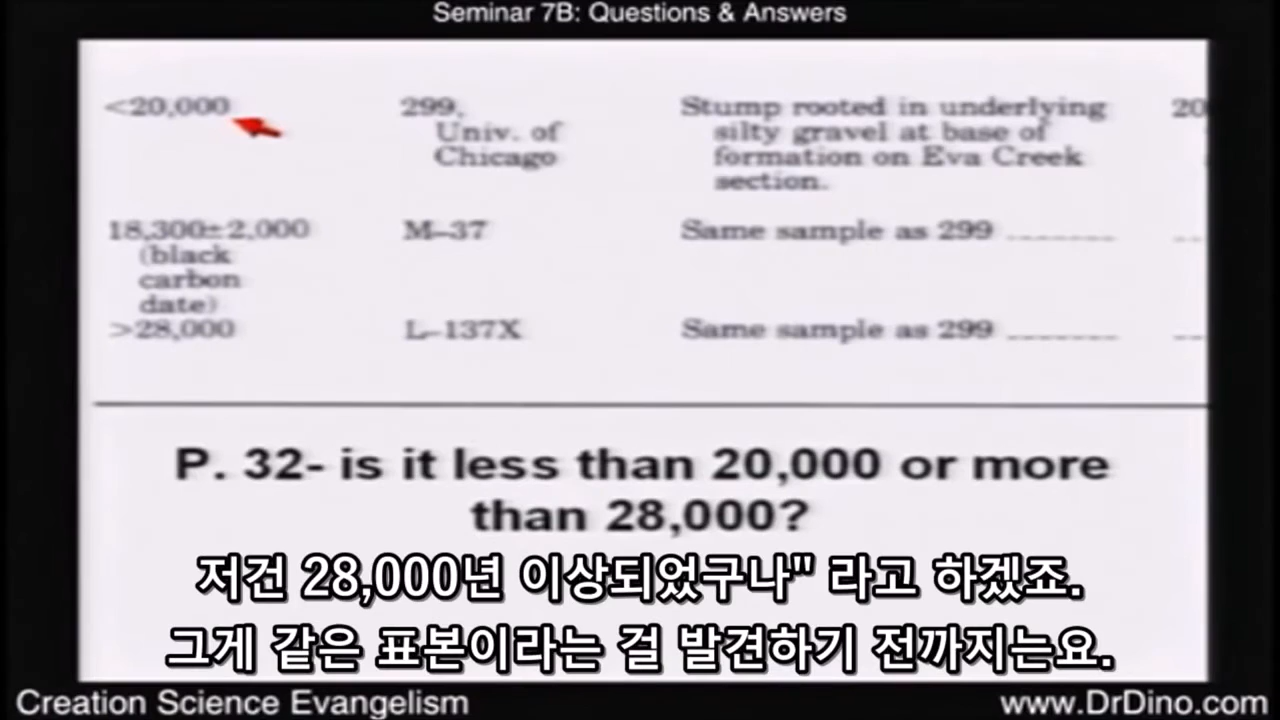 Seminar 7B: Questions & Answers
<20,000 299, Stump rooted in underlying 20
Univ. of silty gravel at base of
Chicago formation on Eva Creek
section.
18,300±2,000 M–37 Same sample as 299
(black
carbon
date)
>28,000 L–137X Same sample as 299
P. 32- is it less than 20,000 or more
than 28,000?
저건 28,000년 이상되었구나" 라고 하겠죠.
그게 같은 표본이라는 걸 발견하기 전까지는요.
Creation Science Evangelism www.DrDino.com